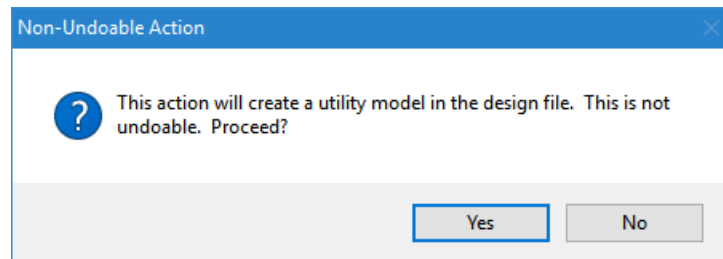 Non-Undoable Action
This action will create a utility model in the design file.  This is not
undoable.  Proceed?
Yes
No